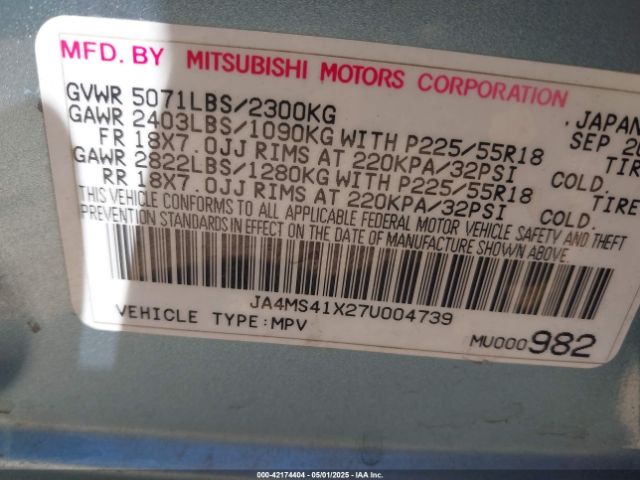 MFD. BY MITSUBISHI MOTORS CORPORATION
GVWR 5071LBS/2300KG , JAPAN
GAWR 2403LBS/1090KG WITH P225/55R18 SEP 20
FR 18X7.0JJ RIMS AT 220KPA/32PSI COLD. TIR
GAWR 2822LBS/1280KG WITH P225/55R18 TIRE
RR 18X7.0JJ RIMS AT 220KPA/32PSI COLD.
THIS VEHICLE CONFORMS TO ALL APPLICABLE FEDERAL MOTOR VEHICLE SAFETY AND THEFT
PREVENTION STANDARDS IN EFFECT ON THE DATE OF MANUFACTURE SHOWN ABOVE.
JA4MS41X27U004739
VEHICLE TYPE:MPV MU000982
000-42174404 - 05/01/2025 - IAAI.COM